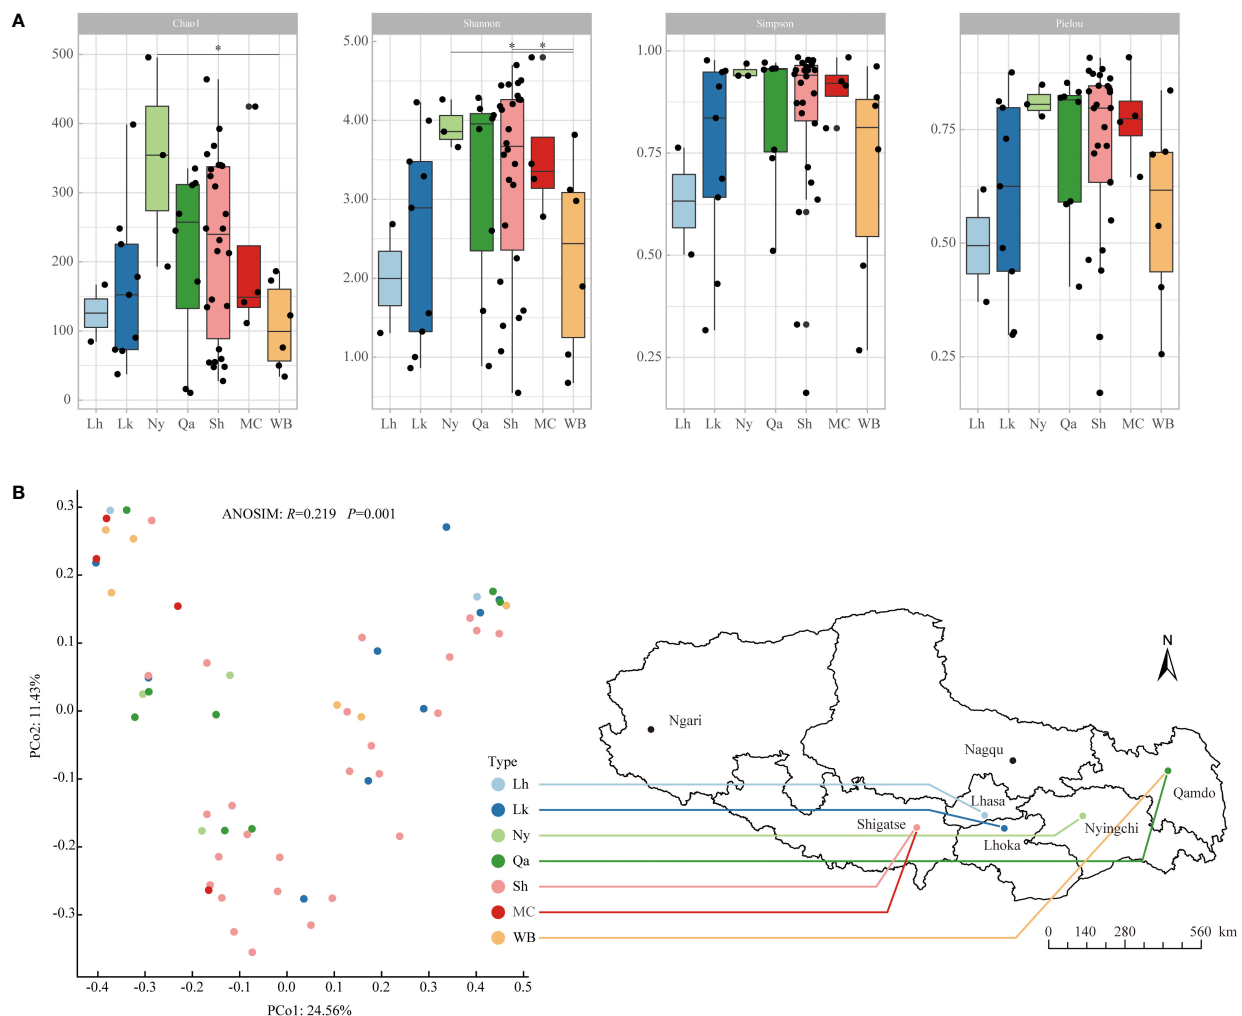 A
Chao1
Shannon
Simpson
Pielou
500
400
300
200
100
0
Lh Lk Ny Qa Sh MC WB
*
5.00
4.00
3.00
2.00
1.00
Lh Lk Ny Qa Sh MC WB
* *
1.00
0.75
0.50
0.25
Lh Lk Ny Qa Sh MC WB
0.75
0.50
0.25
Lh Lk Ny Qa Sh MC WB
B
ANOSIM: R=0.219 P=0.001
PCo2: 11.43%
0.3
0.2
0.1
0.0
-0.1
-0.2
-0.3
-0.4 -0.3 -0.2 -0.1 0.0 0.1 0.2 0.3 0.4 0.5
PCo1: 24.56%
Type
Lh
Lk
Ny
Qa
Sh
MC
WB
N
Ngari
Nagqu
Lhasa
Qamdo
Shigatse
Nyingchi
Lhoka
0 140 280 560 km